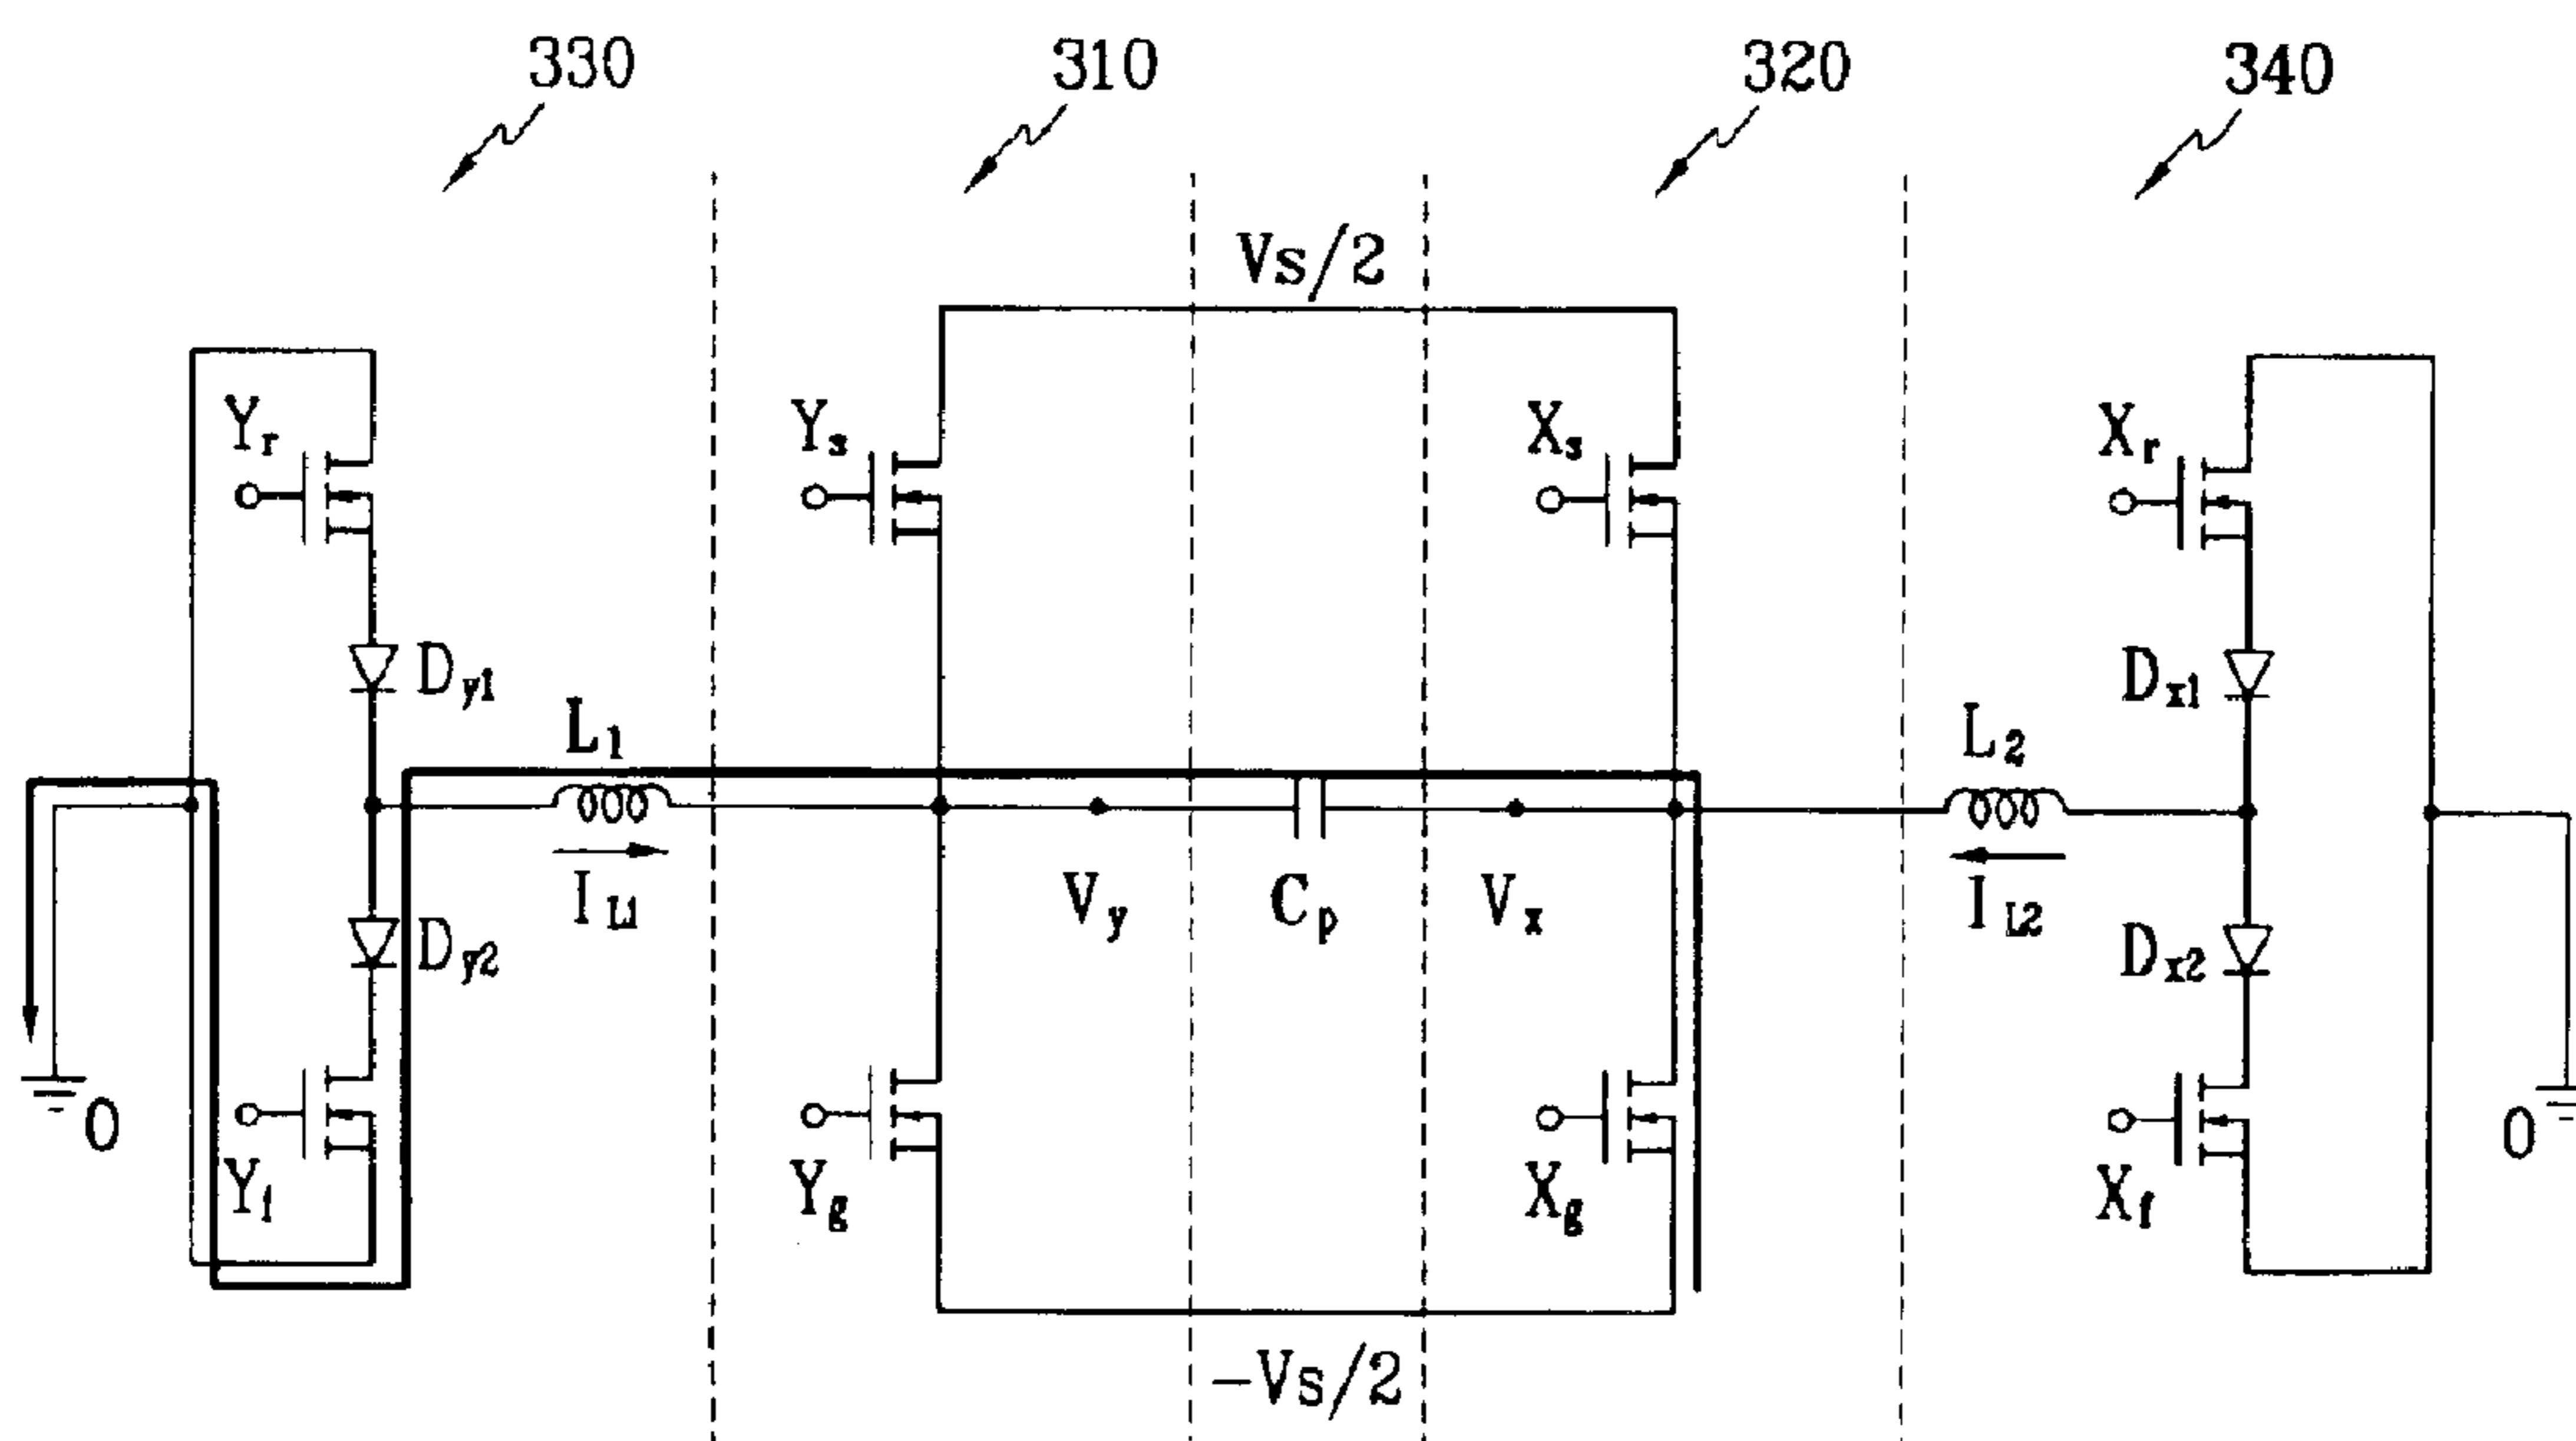 330
310
320
340
Vs/2
Yr
Ys
Xs
Xr
Dy1
Dx1
L1
L2
IL1
Vy
Cp
Vx
IL2
Dy2
Dx2
0
0
Yf
Yg
Xg
Xf
-Vs/2